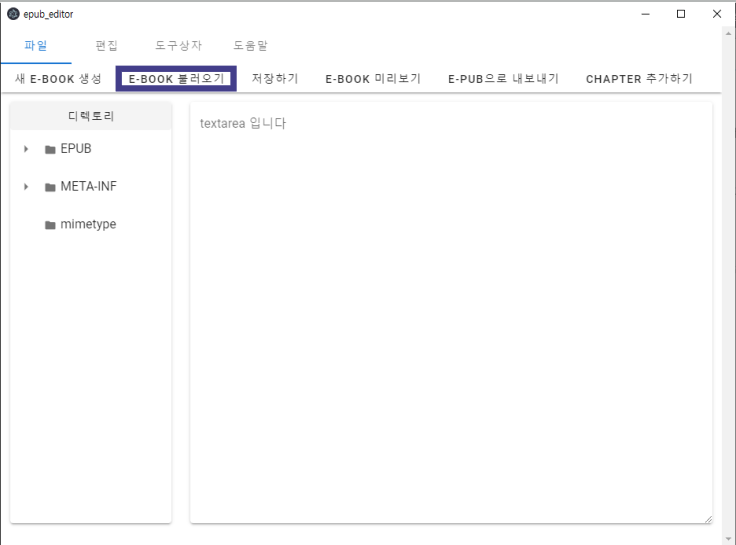 epub_editor
파일 편집 도구상자 도움말
새 E-BOOK 생성 E-BOOK 불러오기 저장하기 E-BOOK 미리보기 E-PUB으로 내보내기 CHAPTER 추가하기
디렉토리
textarea 입니다
EPUB
META-INF
mimetype